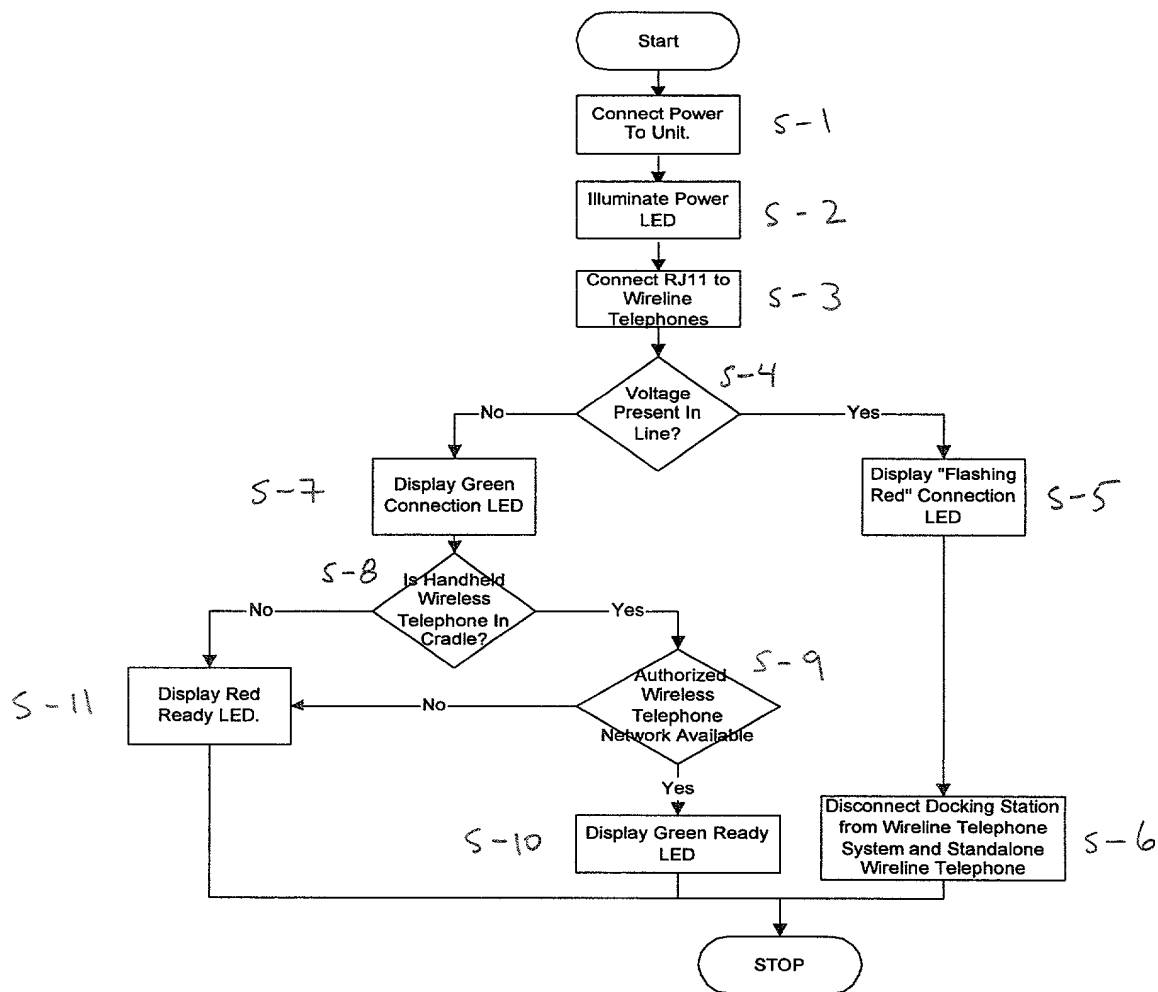 Start
Connect Power
To Unit.
S-1
Illuminate Power
LED
S-2
Connect RJ11 to
Wireline
Telephones
S-3
Voltage
Present In
Line?
S-4
No
Yes
Display Green
Connection LED
S-7
Display "Flashing
Red" Connection
LED
S-5
Is Handheld
Wireless
Telephone In
Cradle?
S-8
No
Yes
Authorized
Wireless
Telephone
Network Available
S-9
Display Red
Ready LED.
S-11
No
Yes
Display Green Ready
LED
S-10
Disconnect Docking Station
from Wireline Telephone
System and Standalone
Wireline Telephone
S-6
STOP